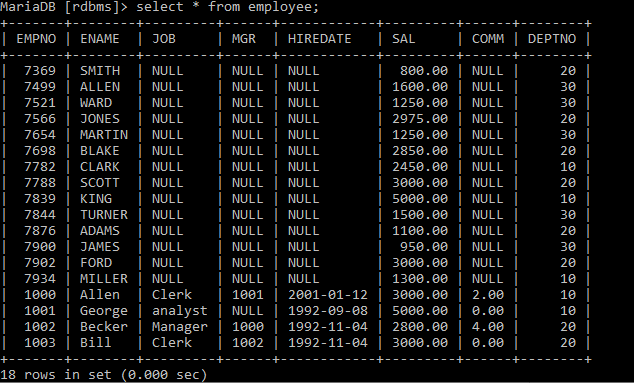 MariaDB [rdbms]> select * from employee;
+-------+--------+----------+------+------------+---------+------+--------+
| EMPNO | ENAME  | JOB      | MGR  | HIREDATE   | SAL     | COMM | DEPTNO |
+-------+--------+----------+------+------------+---------+------+--------+
|  7369 | SMITH  | NULL     | NULL | NULL       |  800.00 | NULL |     20 |
|  7499 | ALLEN  | NULL     | NULL | NULL       | 1600.00 | NULL |     30 |
|  7521 | WARD   | NULL     | NULL | NULL       | 1250.00 | NULL |     30 |
|  7566 | JONES  | NULL     | NULL | NULL       | 2975.00 | NULL |     20 |
|  7654 | MARTIN | NULL     | NULL | NULL       | 1250.00 | NULL |     30 |
|  7698 | BLAKE  | NULL     | NULL | NULL       | 2850.00 | NULL |     20 |
|  7782 | CLARK  | NULL     | NULL | NULL       | 2450.00 | NULL |     10 |
|  7788 | SCOTT  | NULL     | NULL | NULL       | 3000.00 | NULL |     20 |
|  7839 | KING   | NULL     | NULL | NULL       | 5000.00 | NULL |     10 |
|  7844 | TURNER | NULL     | NULL | NULL       | 1500.00 | NULL |     30 |
|  7876 | ADAMS  | NULL     | NULL | NULL       | 1100.00 | NULL |     20 |
|  7900 | JAMES  | NULL     | NULL | NULL       |  950.00 | NULL |     30 |
|  7902 | FORD   | NULL     | NULL | NULL       | 3000.00 | NULL |     20 |
|  7934 | MILLER | NULL     | NULL | NULL       | 1300.00 | NULL |     10 |
|  1000 | Allen  | Clerk    | 1001 | 2001-01-12 | 3000.00 | 2.00 |     10 |
|  1001 | George | analyst  | NULL | 1992-09-08 | 5000.00 | 0.00 |     10 |
|  1002 | Becker | Manager  | 1000 | 1992-11-04 | 2800.00 | 4.00 |     20 |
|  1003 | Bill   | Clerk    | 1002 | 1992-11-04 | 3000.00 | 0.00 |     20 |
+-------+--------+----------+------+------------+---------+------+--------+
18 rows in set (0.000 sec)